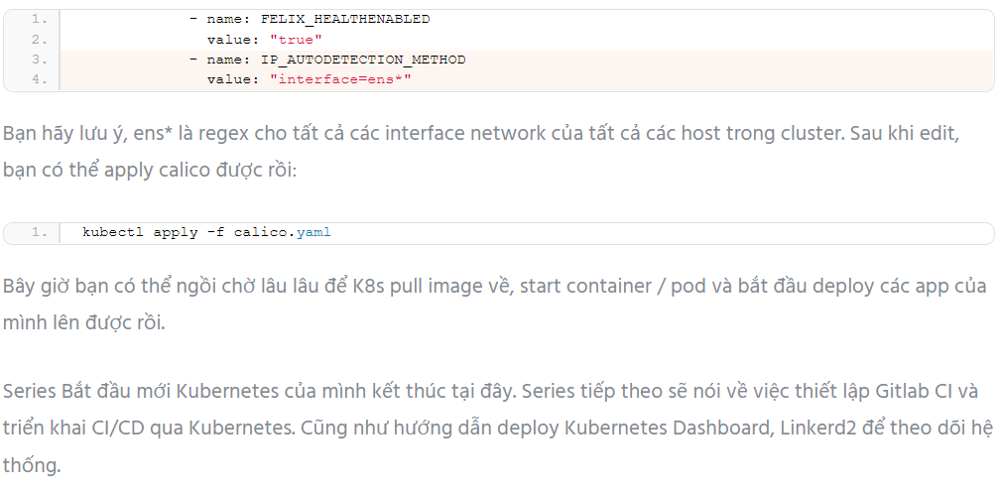 1. - name: FELIX_HEALTHENABLED
2. value: "true"
3. - name: IP_AUTODETECTION_METHOD
4. value: "interface=ens*"
Bạn hãy lưu ý, ens* là regex cho tất cả các interface network của tất cả các host trong cluster. Sau khi edit,
bạn có thể apply calico được rồi:
1. kubectl apply -f calico.yaml
Bây giờ bạn có thể ngồi chờ lâu lâu để K8s pull image về, start container / pod và bắt đầu deploy các app của
mình lên được rồi.
Series Bắt đầu mới Kubernetes của mình kết thúc tại đây. Series tiếp theo sẽ nói về việc thiết lập Gitlab CI và
triển khai CI/CD qua Kubernetes. Cũng như hướng dẫn deploy Kubernetes Dashboard, Linkerd2 để theo dõi hệ
thống.